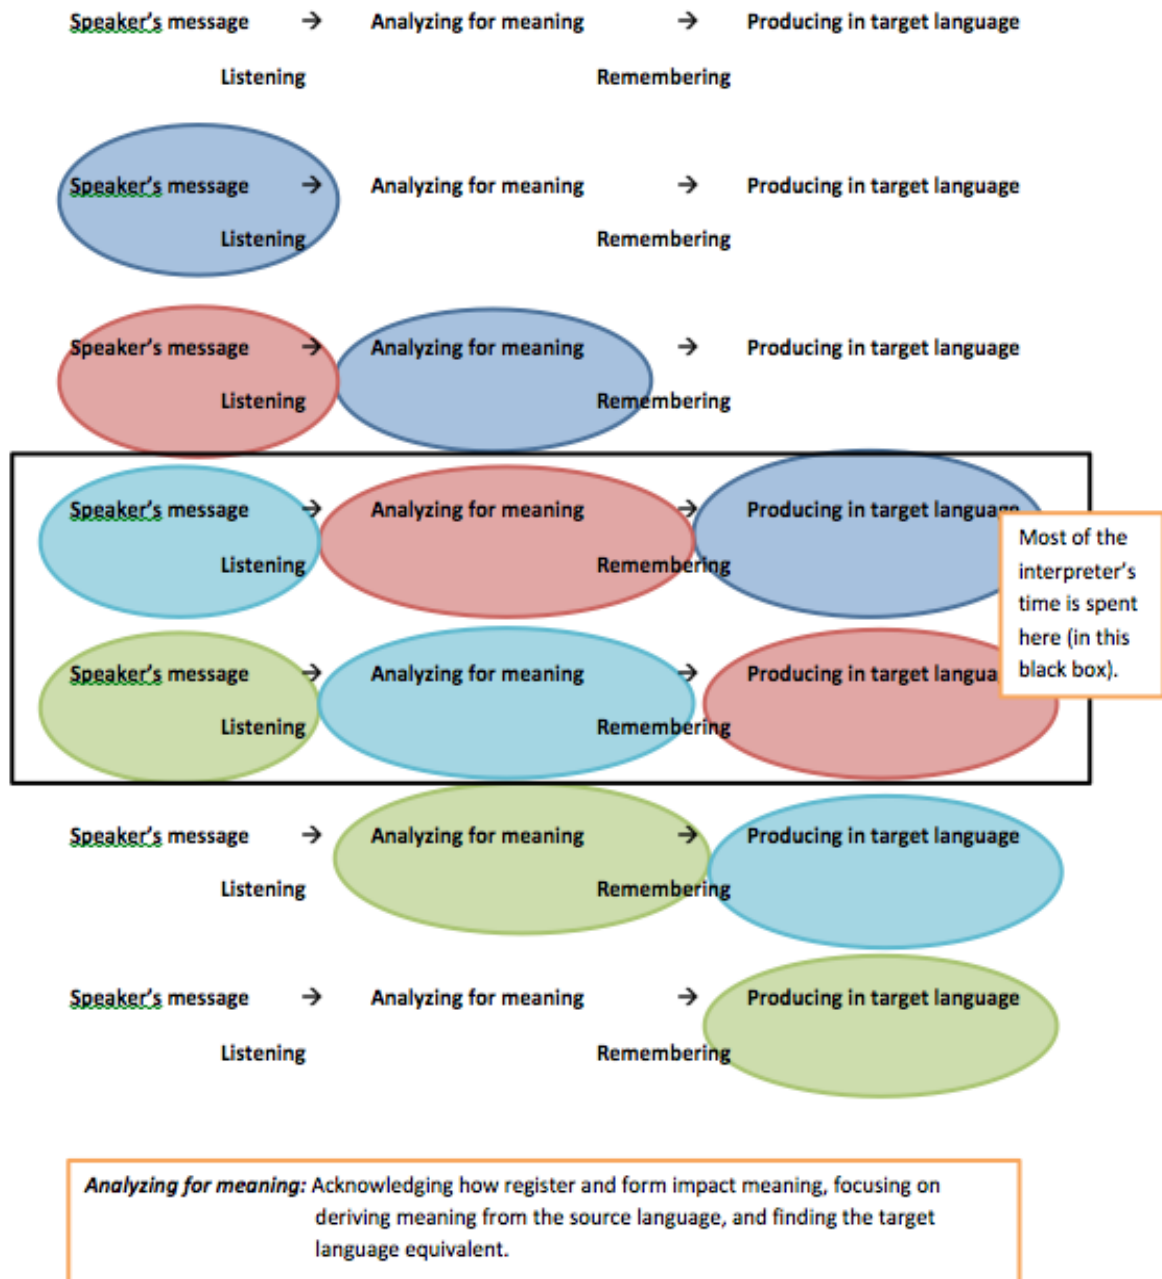 Speaker's message → Analyzing for meaning → Producing in target language
Listening Remembering
Speaker's message → Analyzing for meaning → Producing in target language
Listening Remembering
Speaker's message → Analyzing for meaning → Producing in target language
Listening Remembering
Speaker's message → Analyzing for meaning → Producing in target language
Listening Remembering
Most of the
interpreter's
time is spent
here (in this
black box).
Speaker's message → Analyzing for meaning → Producing in target langua
Listening Remembering
Speaker's message → Analyzing for meaning → Producing in target language
Listening Remembering
Speaker's message → Analyzing for meaning → Producing in target language
Listening Remembering
Analyzing for meaning: Acknowledging how register and form impact meaning, focusing on
deriving meaning from the source language, and finding the target
language equivalent.